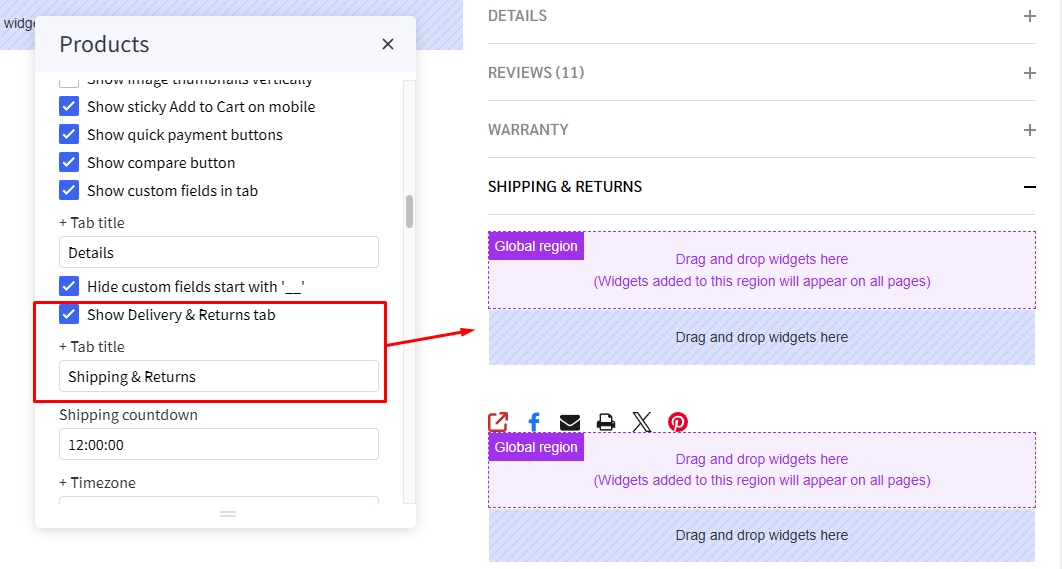 widge
Products
Show image thumbnails vertically
Show sticky Add to Cart on mobile
Show quick payment buttons
Show compare button
Show custom fields in tab
+ Tab title
Details
Hide custom fields start with '__'
Show Delivery & Returns tab
+ Tab title
Shipping & Returns
Shipping countdown
12:00:00
+ Timezone
DETAILS
REVIEWS (11)
WARRANTY
SHIPPING & RETURNS
Global region
Drag and drop widgets here
(Widgets added to this region will appear on all pages)
Drag and drop widgets here
Global region
Drag and drop widgets here
(Widgets added to this region will appear on all pages)
Drag and drop widgets here